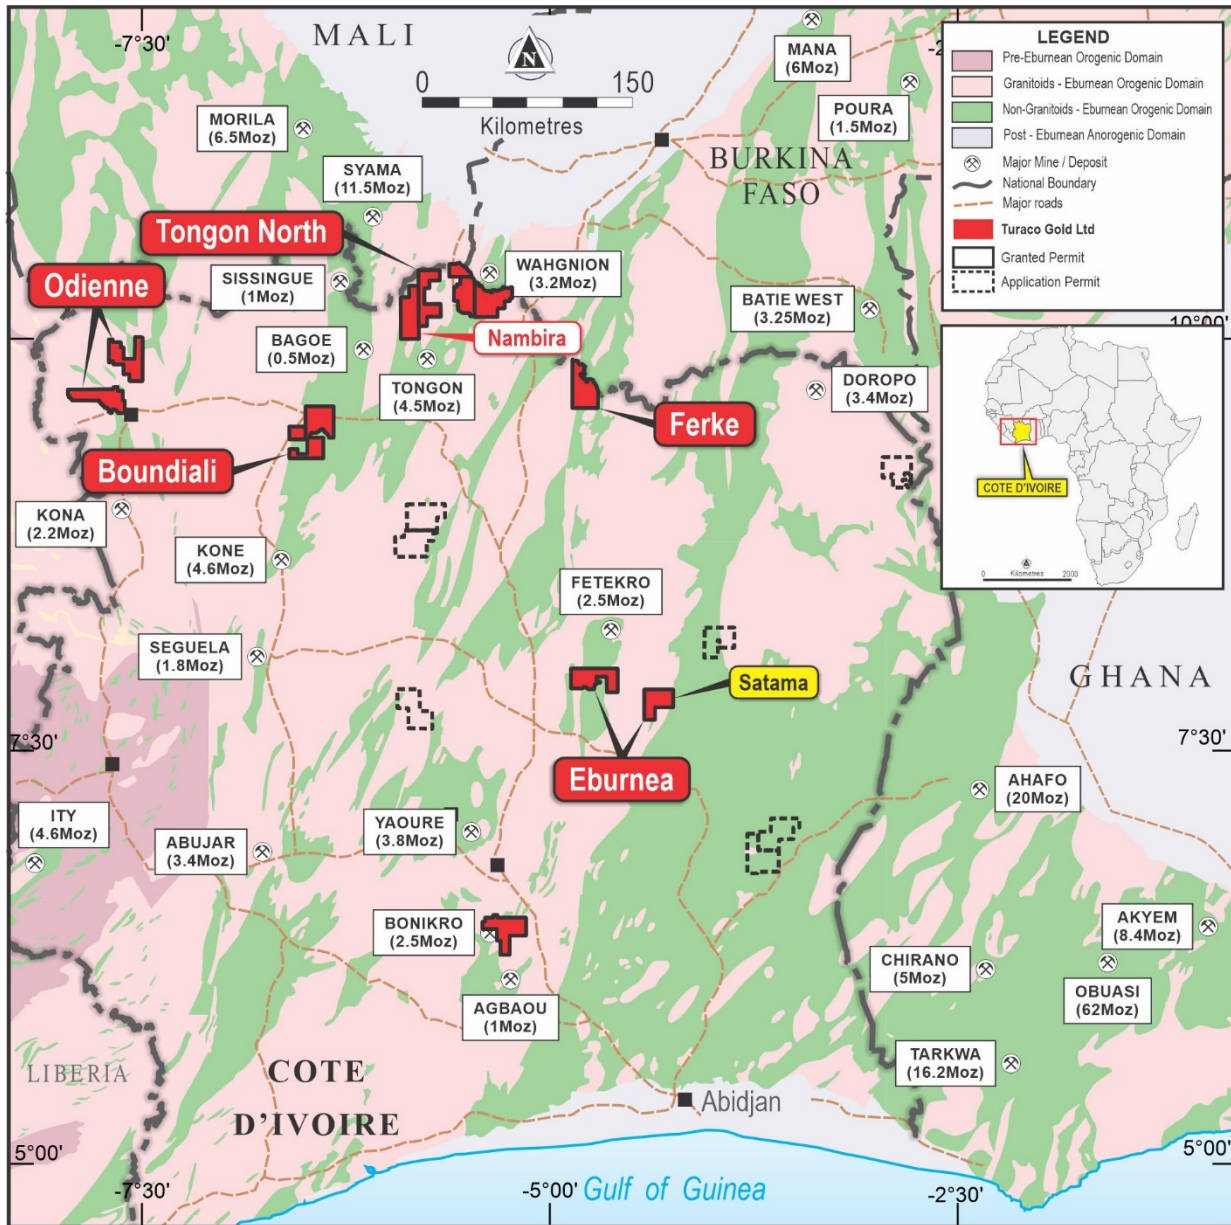 -7°30'
MALI
N
0
150
Kilometres
MANA
(6Moz)
POURA
(1.5Moz)
MORILA
(6.5Moz)
SYAMA
(11.5Moz)
BURKINA
FASO
LEGEND
Pre-Eburnean Orogenic Domain
Granitoids - Eburnean Orogenic Domain
Non-Granitoids - Eburnean Orogenic Domain
Post - Eburnean Anorogenic Domain
Major Mine / Deposit
National Boundary
Major roads
Turaco Gold Ltd
Granted Permit
Application Permit
Tongon North
Odienne
SISSINGUE
(1Moz)
WAHGNION
(3.2Moz)
BATIE WEST
(3.25Moz)
10°00'
Nambira
BAGOE
(0.5Moz)
TONGON
(4.5Moz)
DOROPO
(3.4Moz)
Ferke
Boundiali
COTE D'IVOIRE
0
Kilometres
2000
KONA
(2.2Moz)
KONE
(4.6Moz)
FETEKRO
(2.5Moz)
SEGUELA
(1.8Moz)
Satama
GHANA
7°30'
7°30'
Eburnea
ITY
(4.6Moz)
ABUJAR
(3.4Moz)
YAOURE
(3.8Moz)
AHAFO
(20Moz)
BONIKRO
(2.5Moz)
AKYEM
(8.4Moz)
CHIRANO
(5Moz)
OBUASI
(62Moz)
AGBAOU
(1Moz)
TARKWA
(16.2Moz)
LIBERIA
COTE
D'IVOIRE
Abidjan
5°00'
5°00'
-7°30'
-5°00'
Gulf of Guinea
-2°30'